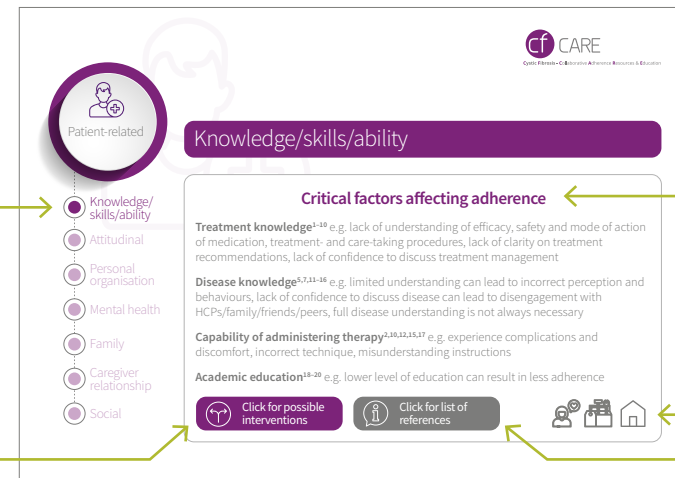 cf CARE
Cystic Fibrosis – CollAborative Adherence Resources & Education
Patient-related
Knowledge/skills/ability
Knowledge/
skills/ability
Attitudinal
Personal
organisation
Mental health
Family
Caregiver
relationship
Social
Critical factors affecting adherence
Treatment knowledge1–10 e.g. lack of understanding of efficacy, safety and mode of action
of medication, treatment- and care-taking procedures, lack of clarity on treatment
recommendations, lack of confidence to discuss treatment management
Disease knowledge5,7,11–16 e.g. limited understanding can lead to incorrect perception and
behaviours, lack of confidence to discuss disease can lead to disengagement with
HCPs/family/friends/peers, full disease understanding is not always necessary
Capability of administering therapy2,10,12,15,17 e.g. experience complications and
discomfort, incorrect technique, misunderstanding instructions
Academic education18–20 e.g. lower level of education can result in less adherence
Click for possible
interventions
Click for list of
references